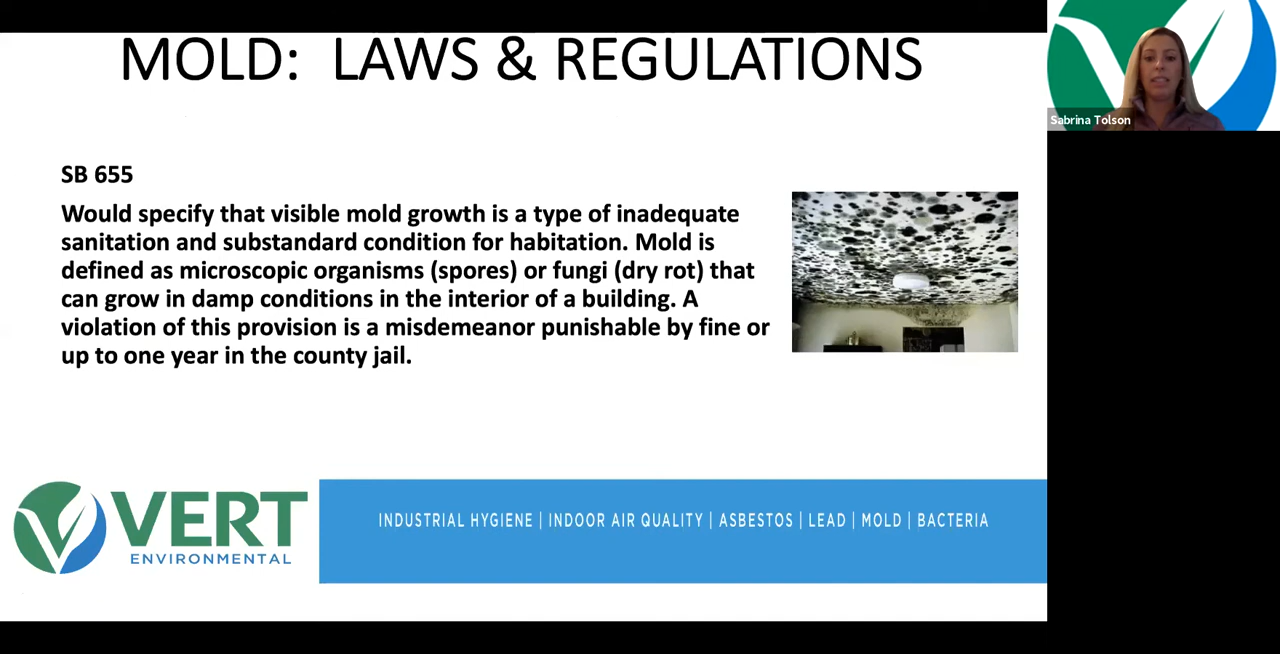 MOLD: LAWS & REGULATIONS
Sabrina Tolson
SB 655
Would specify that visible mold growth is a type of inadequate
sanitation and substandard condition for habitation. Mold is
defined as microscopic organisms (spores) or fungi (dry rot) that
can grow in damp conditions in the interior of a building. A
violation of this provision is a misdemeanor punishable by fine or
up to one year in the county jail.
VERT
ENVIRONMENTAL
INDUSTRIAL HYGIENE | INDOOR AIR QUALITY | ASBESTOS | LEAD | MOLD | BACTERIA